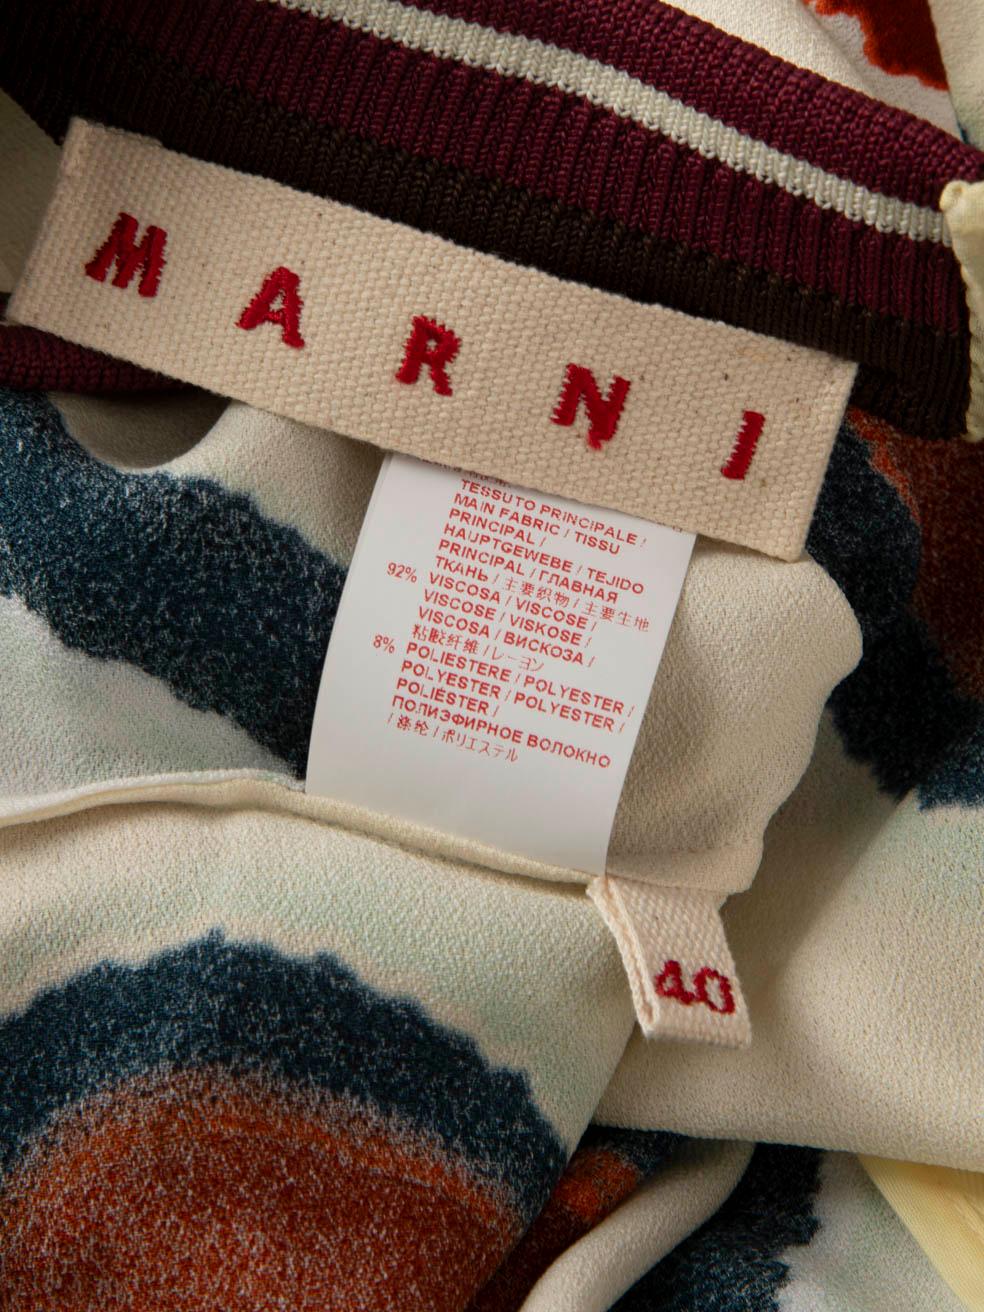 MARNI
TESSUTO PRINCIPALE /
MAIN FABRIC / TISSU
PRINCIPAL /
HAUPTGEWEBE / TEJIDO
PRINCIPAL / ГЛАВНАЯ
ТКАНЬ / 主要织物 / 主要生地
92% VISCOSA / VISCOSE /
VISCOSE / VISKOSE /
VISCOSA / ВИСКОЗА /
粘胶纤维 / レーヨン
8% POLIESTERE / POLYESTER /
POLYESTER / POLYESTER /
POLIÉSTER /
ПОЛИЭФИРНОЕ ВОЛОКНО
/ 涤纶 / ポリエステル
40